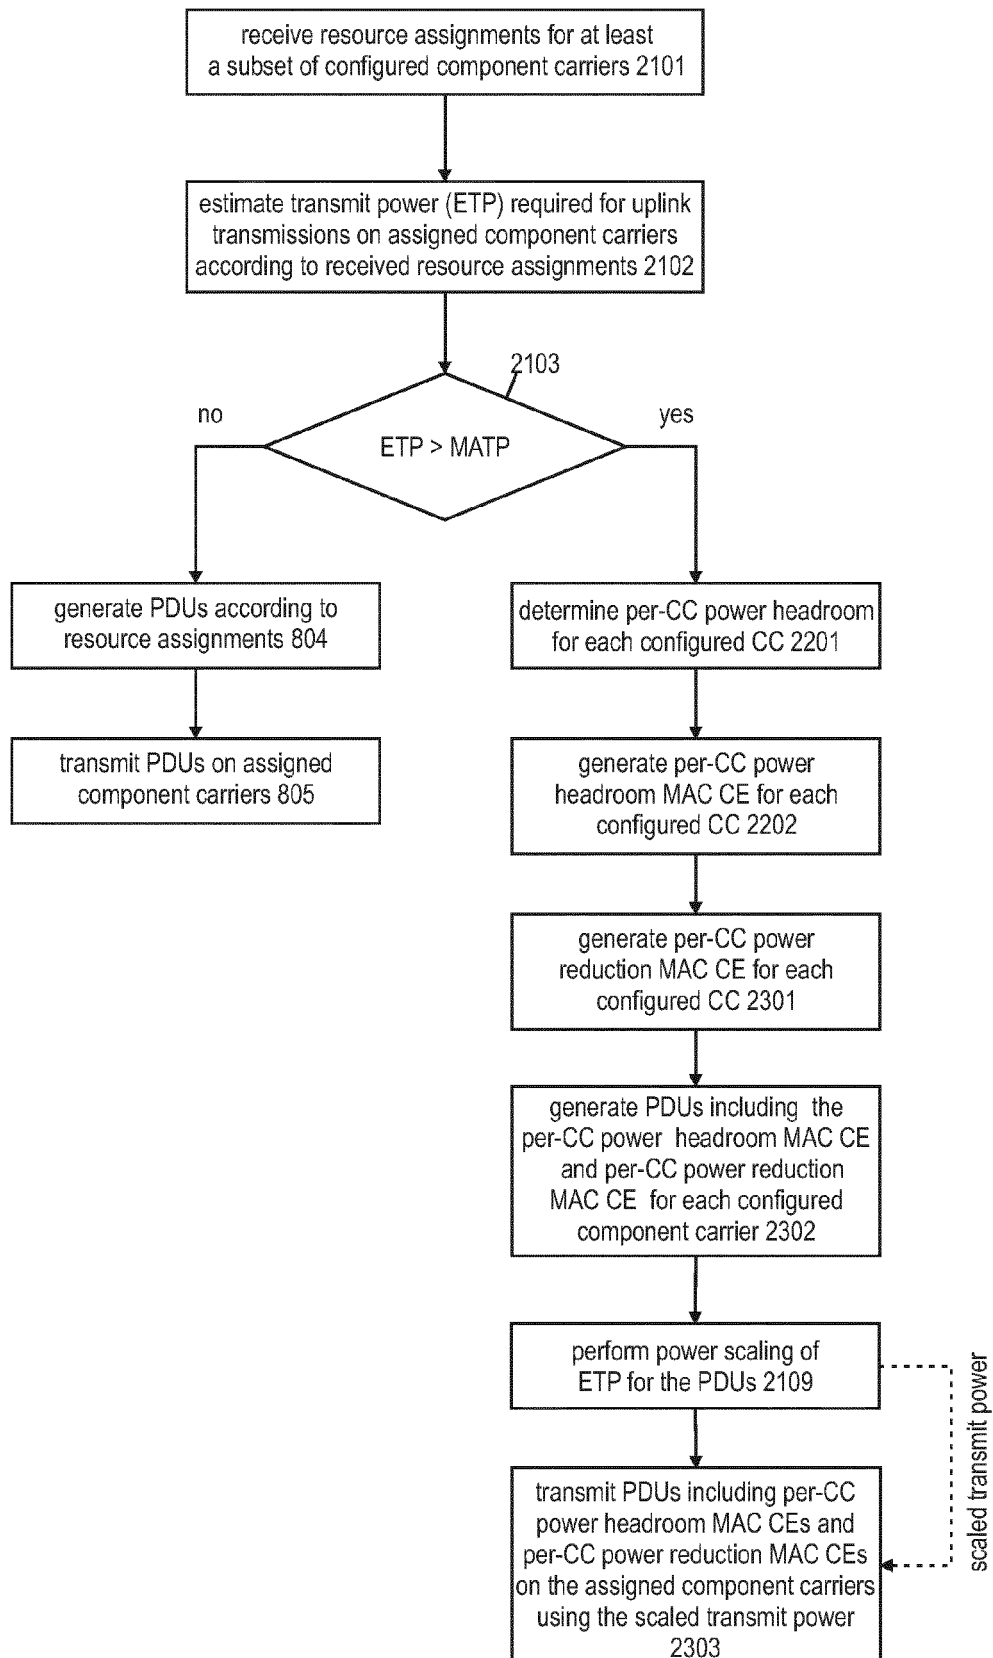 receive resource assignments for at least
a subset of configured component carriers 2101
estimate transmit power (ETP) required for uplink
transmissions on assigned component carriers
according to received resource assignments 2102
2103
no
yes
ETP > MATP
generate PDUs according to
resource assignments 804
transmit PDUs on assigned
component carriers 805
determine per-CC power headroom
for each configured CC 2201
generate per-CC power
headroom MAC CE for each
configured CC 2202
generate per-CC power
reduction MAC CE for each
configured CC 2301
generate PDUs including the
per-CC power headroom MAC CE
and per-CC power reduction
MAC CE for each configured
component carrier 2302
perform power scaling of
ETP for the PDUs 2109
scaled transmit power
transmit PDUs including per-CC
power headroom MAC CEs and
per-CC power reduction MAC CEs
on the assigned component carriers
using the scaled transmit power
2303